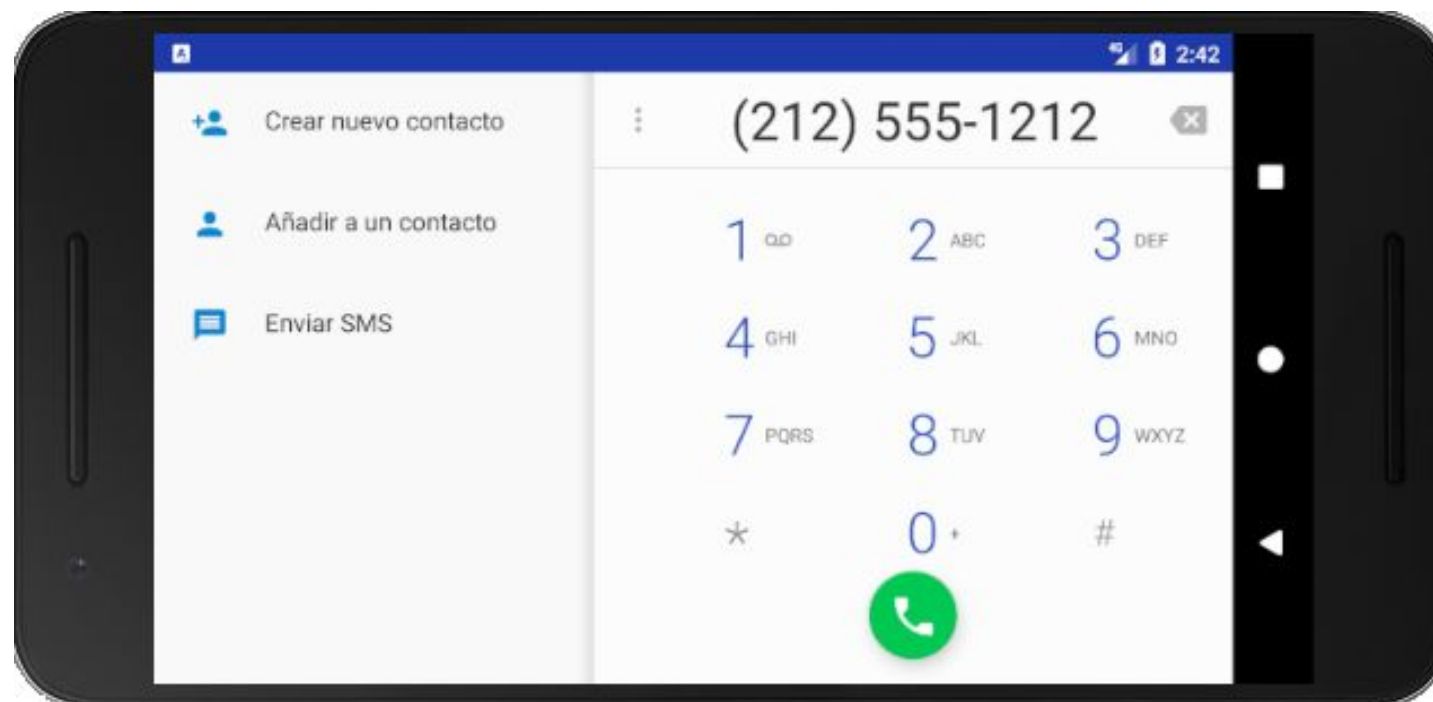 4G 2:42
Crear nuevo contacto
Añadir a un contacto
Enviar SMS
(212) 555-1212
1
2 ABC
3 DEF
4 GHI
5 JKL
6 MNO
7 PQRS
8 TUV
9 WXYZ
*
0 +
#